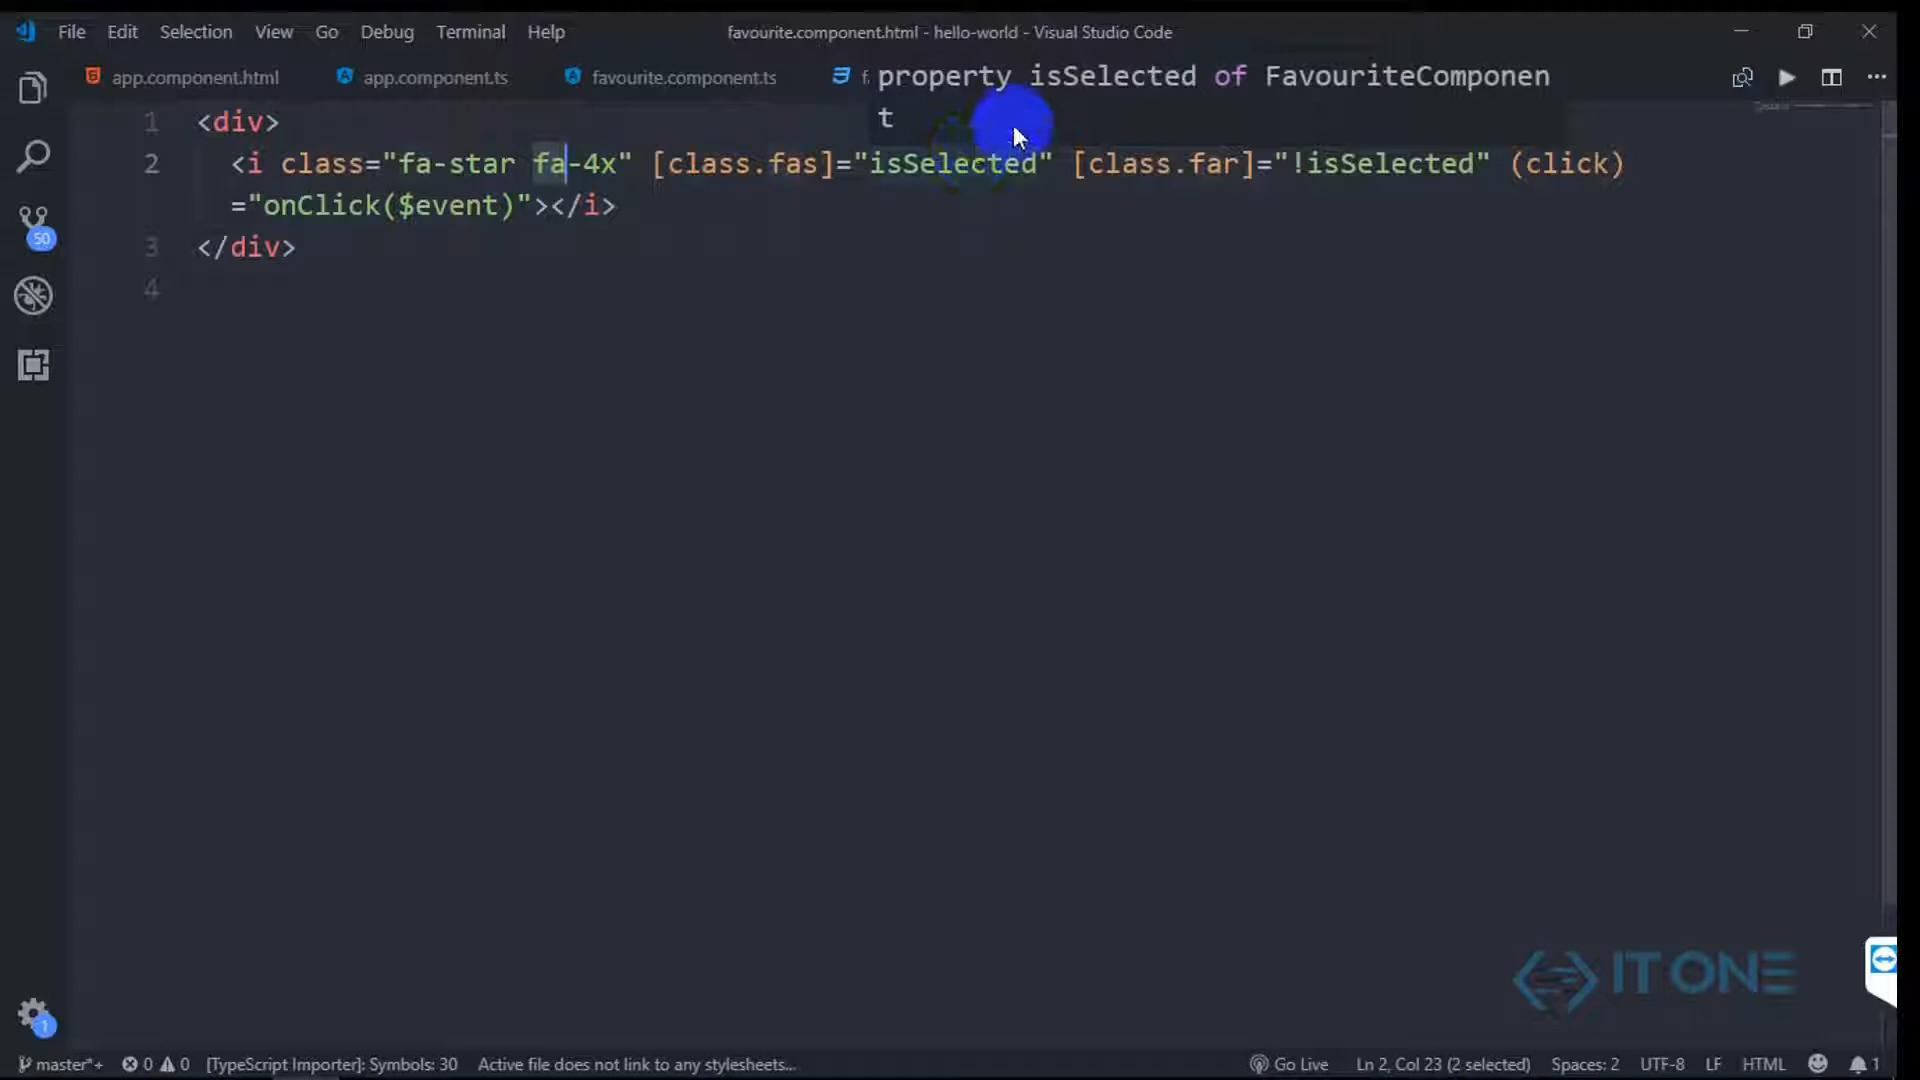 File Edit Selection View Go Debug Terminal Help favourite.component.html - hello-world - Visual Studio Code
app.component.html app.component.ts favourite.component.ts f. property isSelected of FavouriteComponen
t
1 <div>
2 <i class="fa-star fa-4x" [class.fas]="isSelected" [class.far]="!isSelected" (click)
="onClick($event)"></i>
3 </div>
4
50
IT ONE
1
master*+ 0 0 [TypeScript Importer]: Symbols: 30 Active file does not link to any stylesheets... Go Live Ln 2, Col 23 (2 selected) Spaces: 2 UTF-8 LF HTML 1